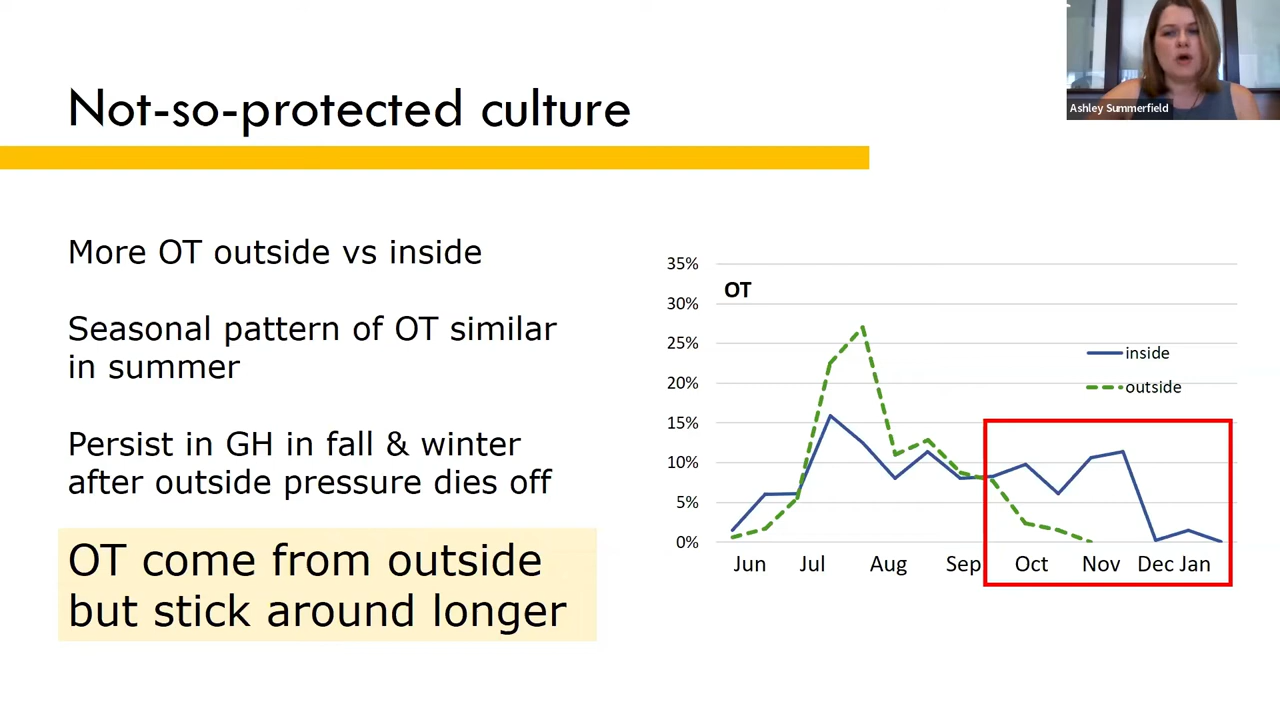 Ashley Summerfield
Not-so-protected culture
More OT outside vs inside
Seasonal pattern of OT similar
in summer
Persist in GH in fall & winter
after outside pressure dies off
OT come from outside
but stick around longer
35%
OT
30%
25%
inside
20%
outside
15%
10%
5%
0%
Jun Jul Aug Sep Oct Nov Dec Jan